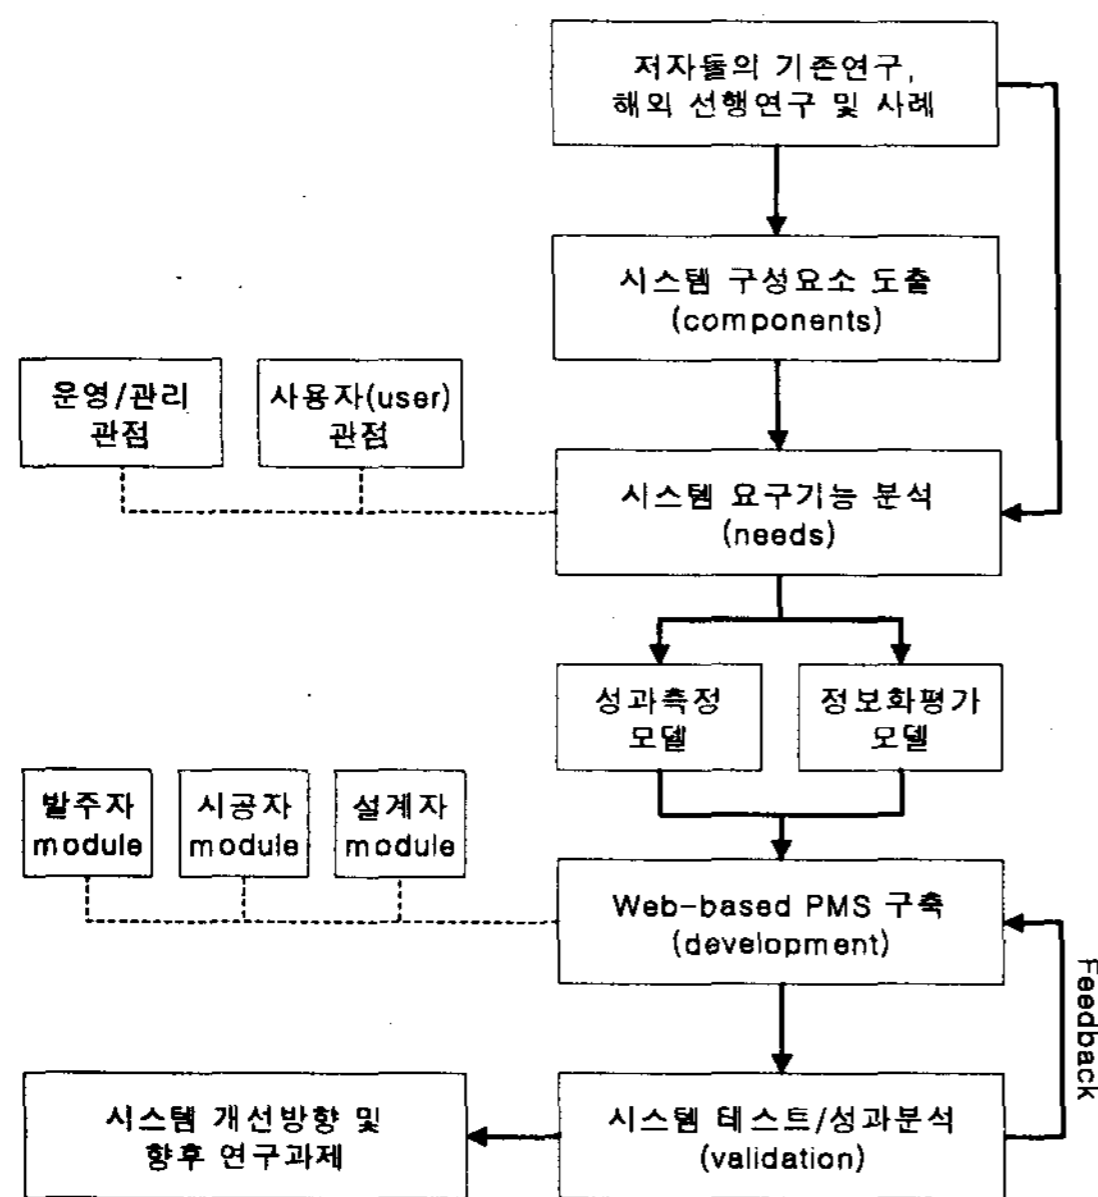 저자들의 기존연구,
해외 선행연구 및 사례
시스템 구성요소 도출
(components)
운영/관리
관점
사용자(user)
관점
시스템 요구기능 분석
(needs)
성과측정
모델
정보화평가
모델
발주자
module
시공자
module
설계자
module
Web-based PMS 구축
(development)
Feedback
시스템 개선방향 및
향후 연구과제
시스템 테스트/성과분석
(validation)